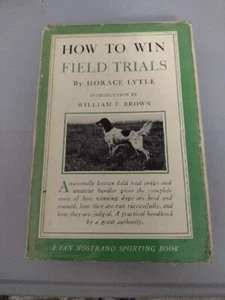 HOW TO WIN
FIELD TRIALS
By HORACE LYTLE
INTRODUCTION BY
WILLIAM F. BROWN
A nationally known field trial judge and
amateur handler gives the complete
story of how winning dogs are bred and
trained, how they are run successfully, and
how they are judged. A practical handbook
by a great authority.
A VAN NOSTRAND SPORTING BOOK